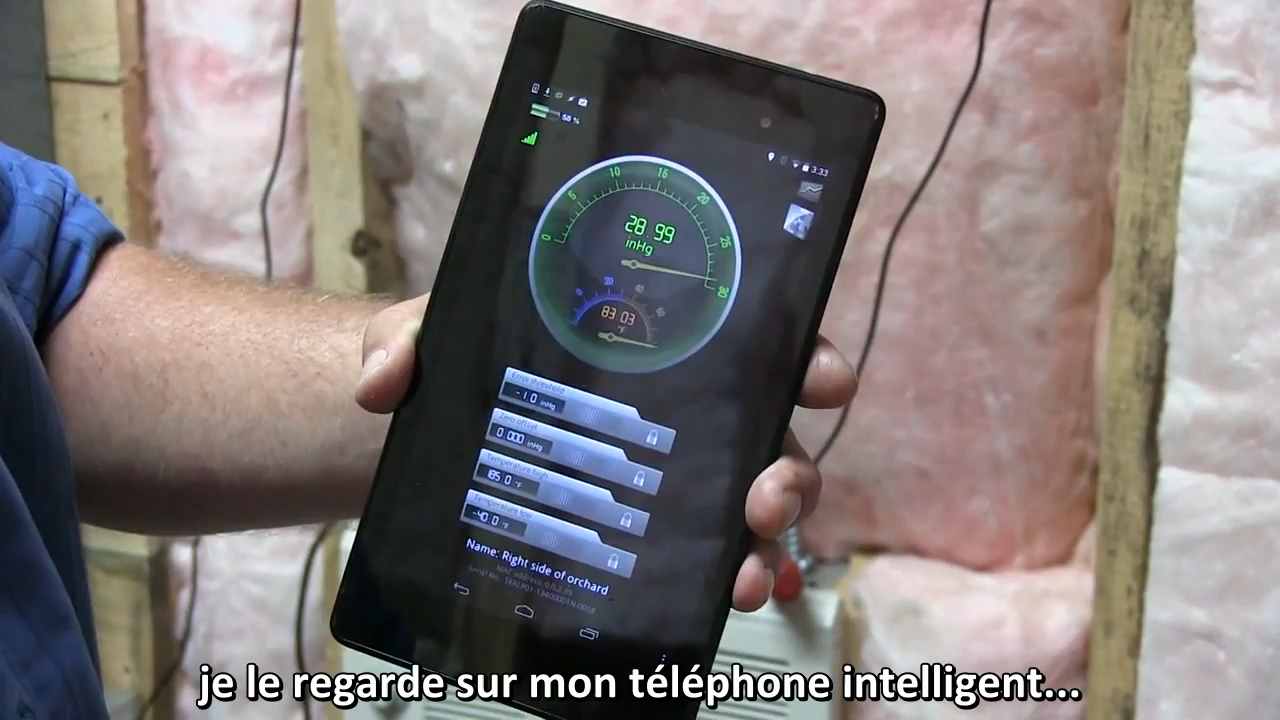 58 %
3:33
0 5 10 15 20 25 30
28.99
inHg
83.03
°F
Error threshold
-1.0 inHg
Zero offset
0.000 inHg
Temperature high
185.0 °F
Temperature low
-40.0 °F
Name: Right side of orchard
je le regarde sur mon téléphone intelligent...